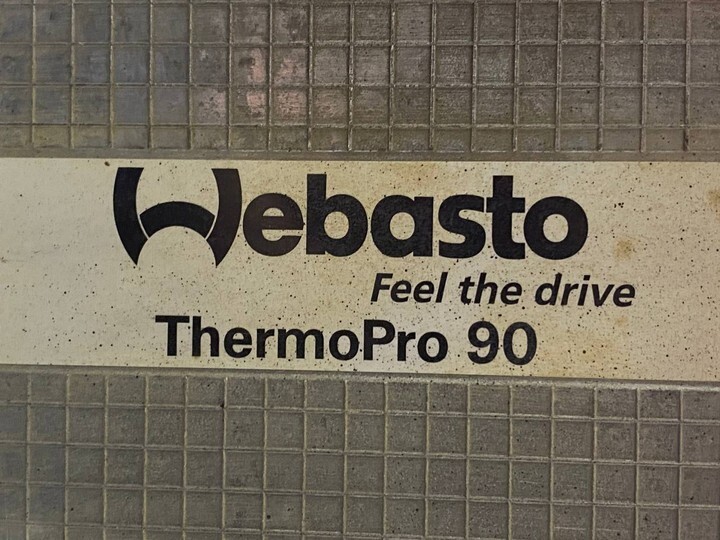 Webasto
Feel the drive
ThermoPro 90